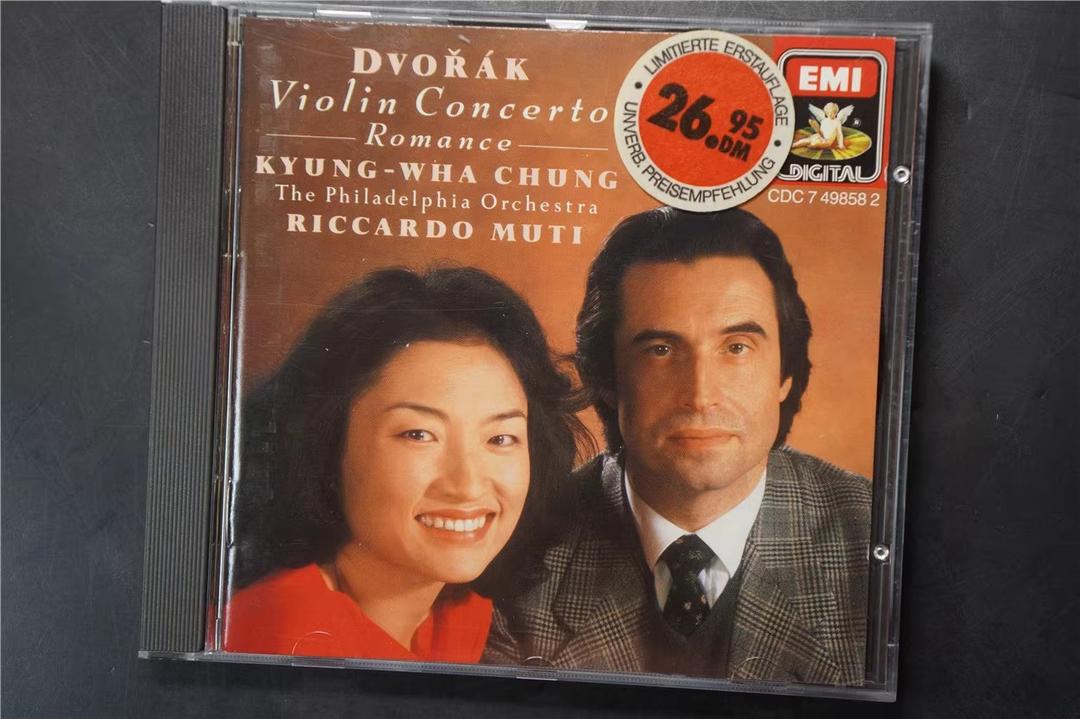 DVOŘÁK
Violin Concerto
Romance
KYUNG-WHA CHUNG
The Philadelphia Orchestra
RICCARDO MUTI
LIMITIERTE ERSTAUFLAGE
26.95 DM
UNVERB. PREISEMPFEHLUNG
EMI
DIGITAL
CDC 7 49858 2